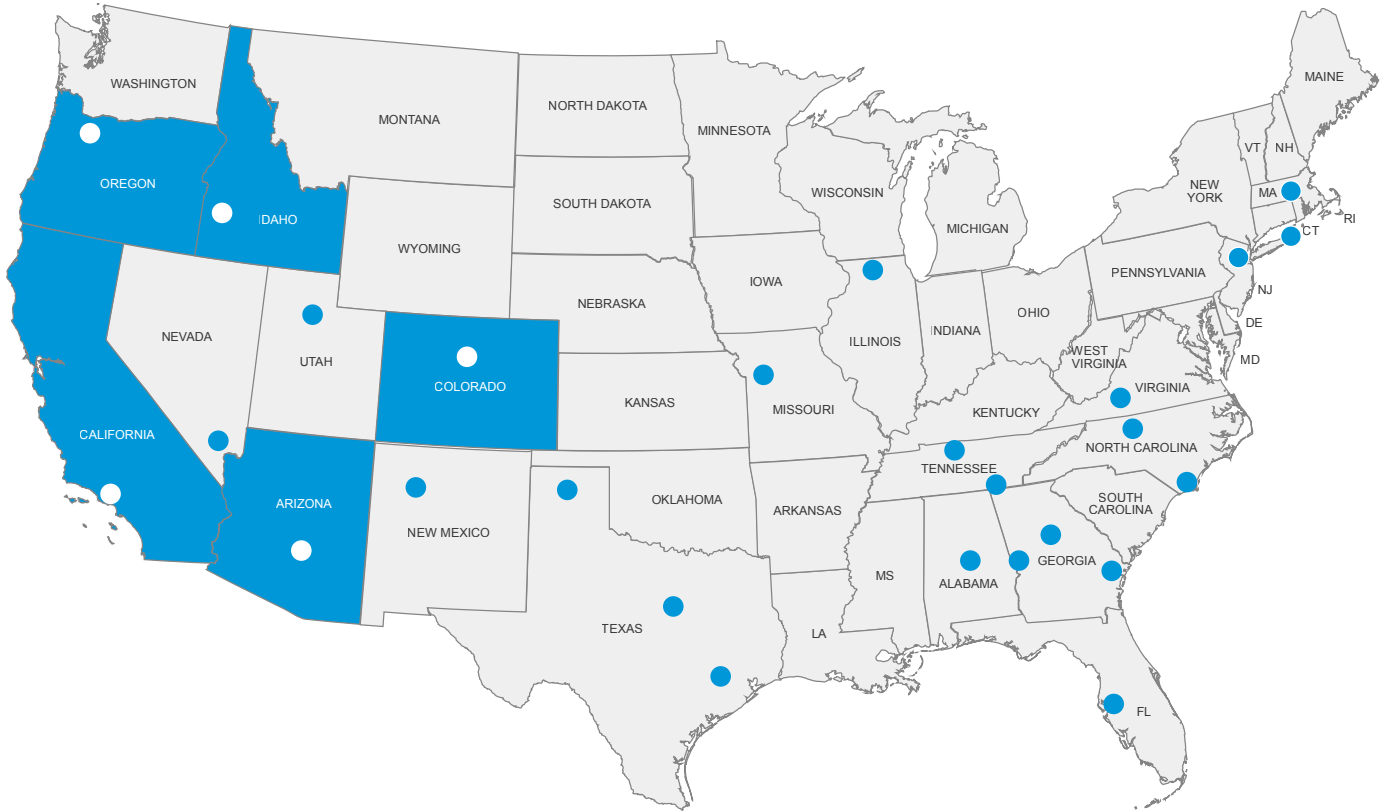 MAINE
WASHINGTON
NORTH DAKOTA
MONTANA
MINNESOTA
VT
NH
OREGON
WISCONSIN
NEW
YORK
MA
SOUTH DAKOTA
IDAHO
RI
MICHIGAN
CT
WYOMING
PENNSYLVANIA
IOWA
NJ
NEBRASKA
OHIO
DE
NEVADA
INDIANA
ILLINOIS
WEST
VIRGINIA
MD
UTAH
COLORADO
VIRGINIA
KANSAS
MISSOURI
KENTUCKY
CALIFORNIA
NORTH CAROLINA
TENNESSEE
ARIZONA
OKLAHOMA
SOUTH
CAROLINA
ARKANSAS
NEW MEXICO
GEORGIA
MS
ALABAMA
TEXAS
LA
FL